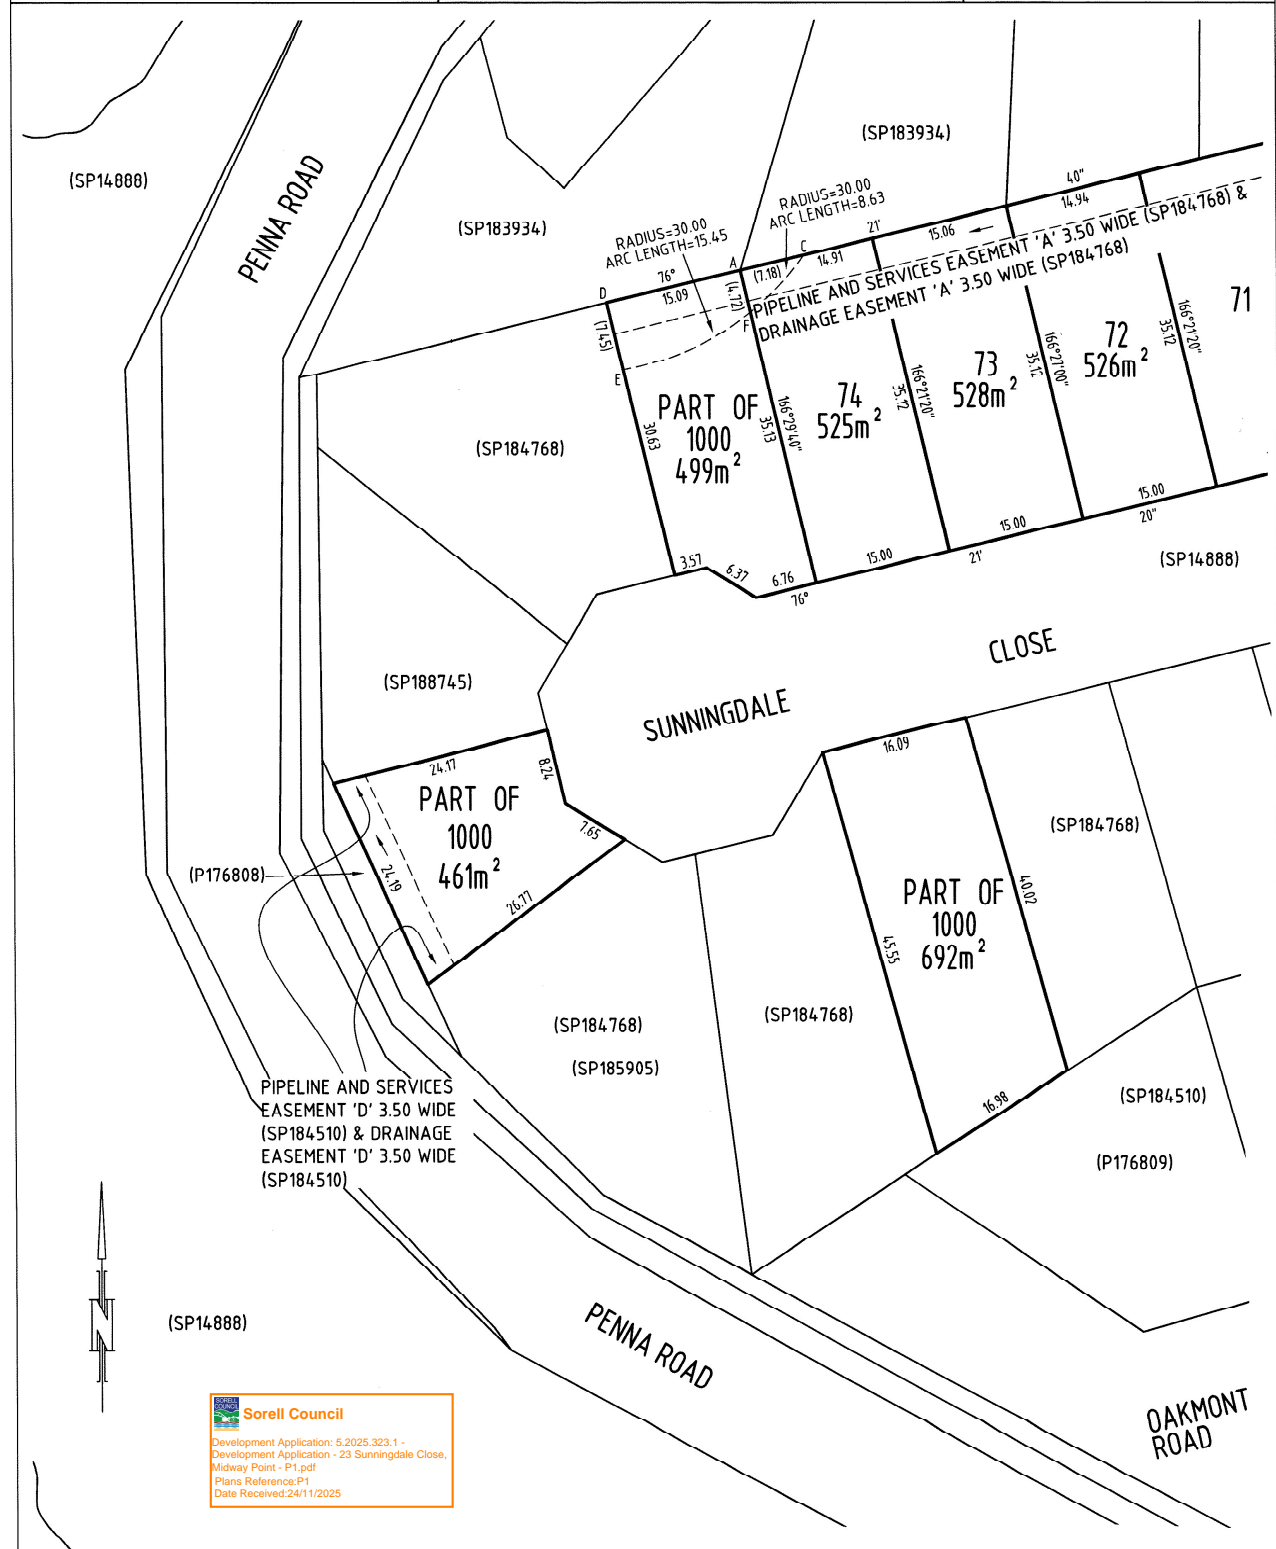 (SP183934)
(SP14888)
PENNA ROAD
(SP183934)
RADIUS=30.00
ARC LENGTH=8.63
RADIUS=30.00
ARC LENGTH=15.45
40"
14.94
21'
15.06
C
14.91
A
(7.18)
76°
15.09
D
(4.72)
(7.45)
F
E
PIPELINE AND SERVICES EASEMENT 'A' 3.50 WIDE (SP184768) &
DRAINAGE EASEMENT 'A' 3.50 WIDE (SP184768)
71
166°21'20"
35.12
72
526m²
166°27'00"
35.12
73
528m²
166°21'20"
35.12
74
525m²
166°29'40"
35.13
PART OF
1000
499m²
30.63
(SP184768)
15.00
20"
15.00
21'
15.00
76°
6.76
6.37
3.57
(SP14888)
SUNNINGDALE CLOSE
(SP188745)
24.17
8.24
7.65
26.77
24.19
PART OF
1000
461m²
(P176808)
16.09
(SP184768)
40.02
45.55
16.98
PART OF
1000
692m²
(SP184768)
(SP184768)
(SP185905)
(SP184510)
(P176809)
PIPELINE AND SERVICES
EASEMENT 'D' 3.50 WIDE
(SP184510) & DRAINAGE
EASEMENT 'D' 3.50 WIDE
(SP184510)
N
(SP14888)
PENNA ROAD
OAKMONT
ROAD
SORELL
COUNCIL
Sorell Council
Development Application: 5.2025.323.1 -
Development Application - 23 Sunningdale Close,
Midway Point - P1.pdf
Plans Reference:P1
Date Received:24/11/2025